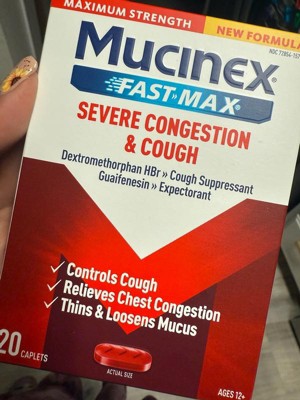 MAXIMUM STRENGTH
NEW FORMULA
Mucinex®
FAST-MAX®
SEVERE CONGESTION
& COUGH
Dextromethorphan HBr » Cough Suppressant
Guaifenesin » Expectorant
✓ Controls Cough
✓ Relieves Chest Congestion
✓ Thins & Loosens Mucus
20 CAPLETS
ACTUAL SIZE
AGES 12+